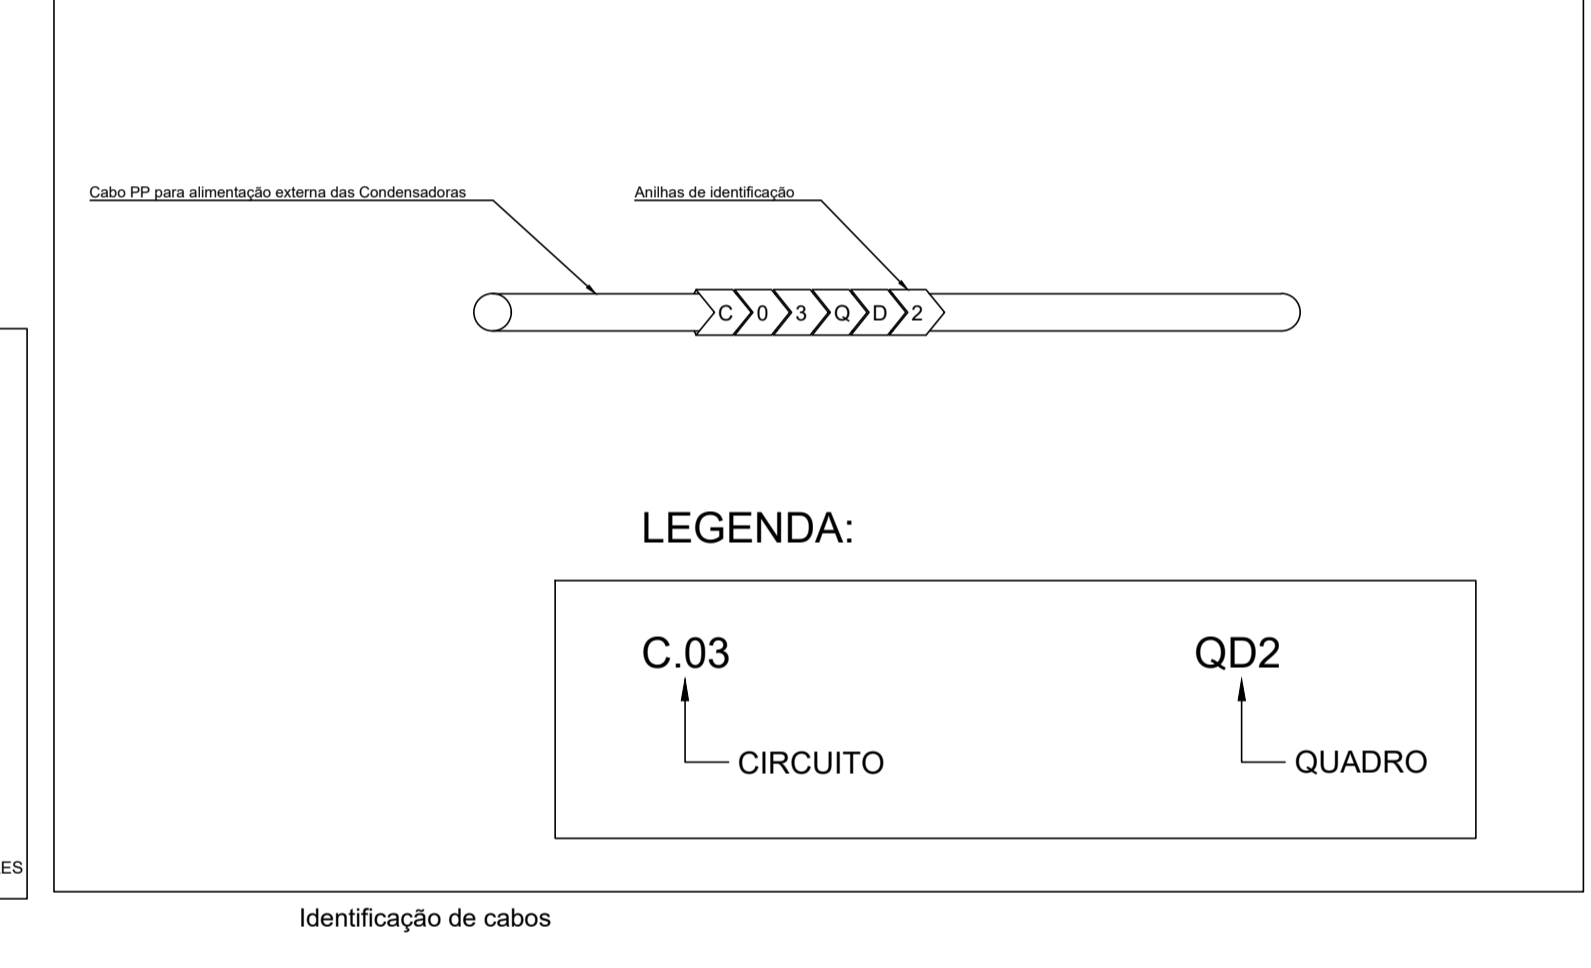 Cabo PP para alimentação externa das Condensadoras
Anilhas de identificação
C 0 3 Q D 2
LEGENDA:
C.03
QD2
CIRCUITO
QUADRO
ES
Identificação de cabos